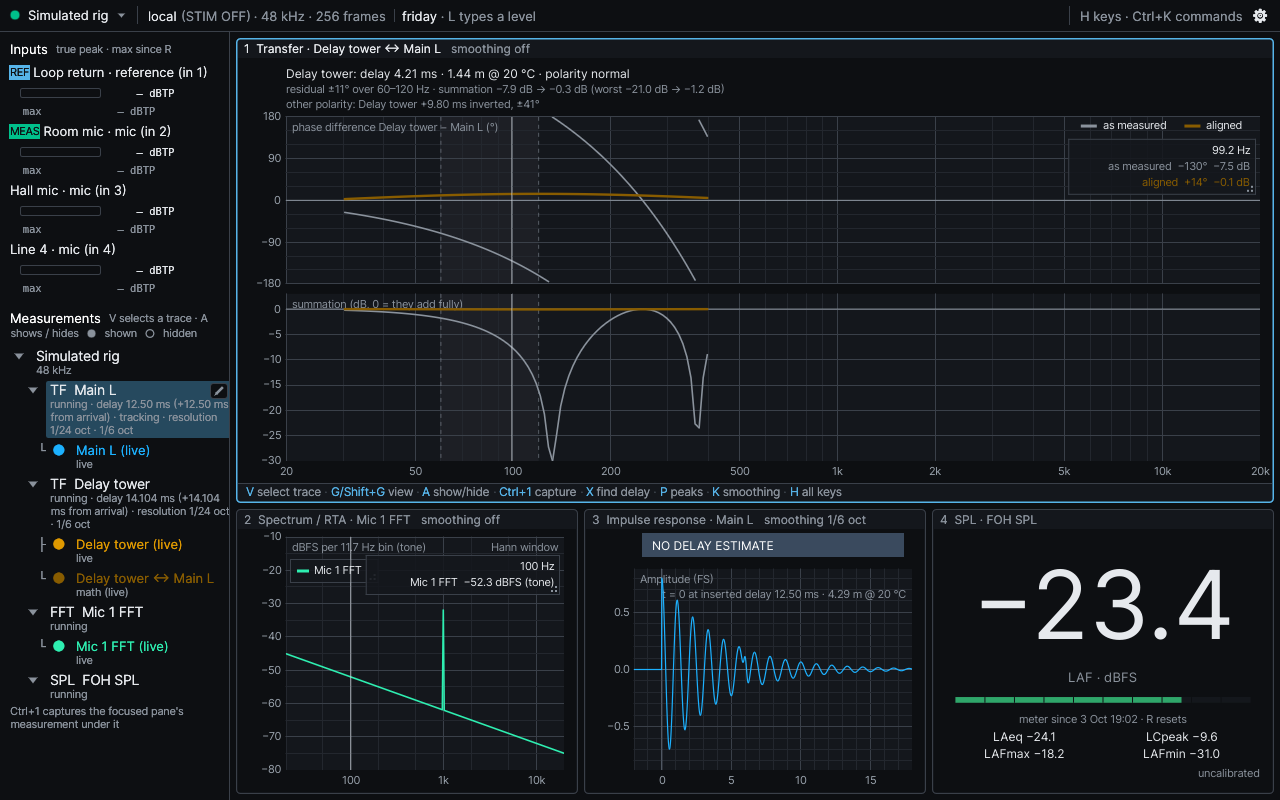 Simulated rig
local (STIM OFF) · 48 kHz · 256 frames
friday · L types a level
H keys · Ctrl+K commands
Inputs true peak · max since R
REF Loop return · reference (in 1)
– dBTP
max – dBTP
MEAS Room mic · mic (in 2)
– dBTP
max – dBTP
Hall mic · mic (in 3)
– dBTP
max – dBTP
Line 4 · mic (in 4)
– dBTP
max – dBTP
Measurements V selects a trace · A
shows / hides shown hidden
Simulated rig
48 kHz
TF Main L
running · delay 12.50 ms (+12.50 ms
from arrival) · tracking · resolution
1/24 oct · 1/6 oct
Main L (live)
live
TF Delay tower
running · delay 14.104 ms (+14.104
ms from arrival) · resolution 1/24 oct
· 1/6 oct
Delay tower (live)
live
Delay tower ↔ Main L
math (live)
FFT Mic 1 FFT
running
Mic 1 FFT (live)
live
SPL FOH SPL
running
Ctrl+1 captures the focused pane's
measurement under it
1 Transfer · Delay tower ↔ Main L smoothing off
Delay tower: delay 4.21 ms · 1.44 m @ 20 °C · polarity normal
residual ±11° over 60–120 Hz · summation −7.9 dB → −0.3 dB (worst −21.0 dB → −1.2 dB)
other polarity: Delay tower +9.80 ms inverted, ±41°
phase difference Delay tower − Main L (°)
as measured aligned
99.2 Hz
as measured −130° −7.5 dB
aligned +14° −0.1 dB
180
90
0
−90
−180
summation (dB, 0 = they add fully)
0
−5
−10
−15
−20
−25
−30
20 50 100 200 500 1k 2k 5k 10k 20k
V select trace · G/Shift+G view · A show/hide · Ctrl+1 capture · X find delay · P peaks · K smoothing · H all keys
2 Spectrum / RTA · Mic 1 FFT smoothing off
dBFS per 11.7 Hz bin (tone) Hann window
Mic 1 FFT
100 Hz
Mic 1 FFT −52.3 dBFS (tone)
−10
−20
−30
−40
−50
−60
−70
−80
100 1k 10k
3 Impulse response · Main L smoothing 1/6 oct
NO DELAY ESTIMATE
Amplitude (FS)
t = 0 at inserted delay 12.50 ms · 4.29 m @ 20 °C
0.5
0.0
−0.5
0 5 10 15
4 SPL · FOH SPL
−23.4
LAF · dBFS
meter since 3 Oct 19:02 · R resets
LAeq −24.1 LCpeak −9.6
LAFmax −18.2 LAFmin −31.0
uncalibrated